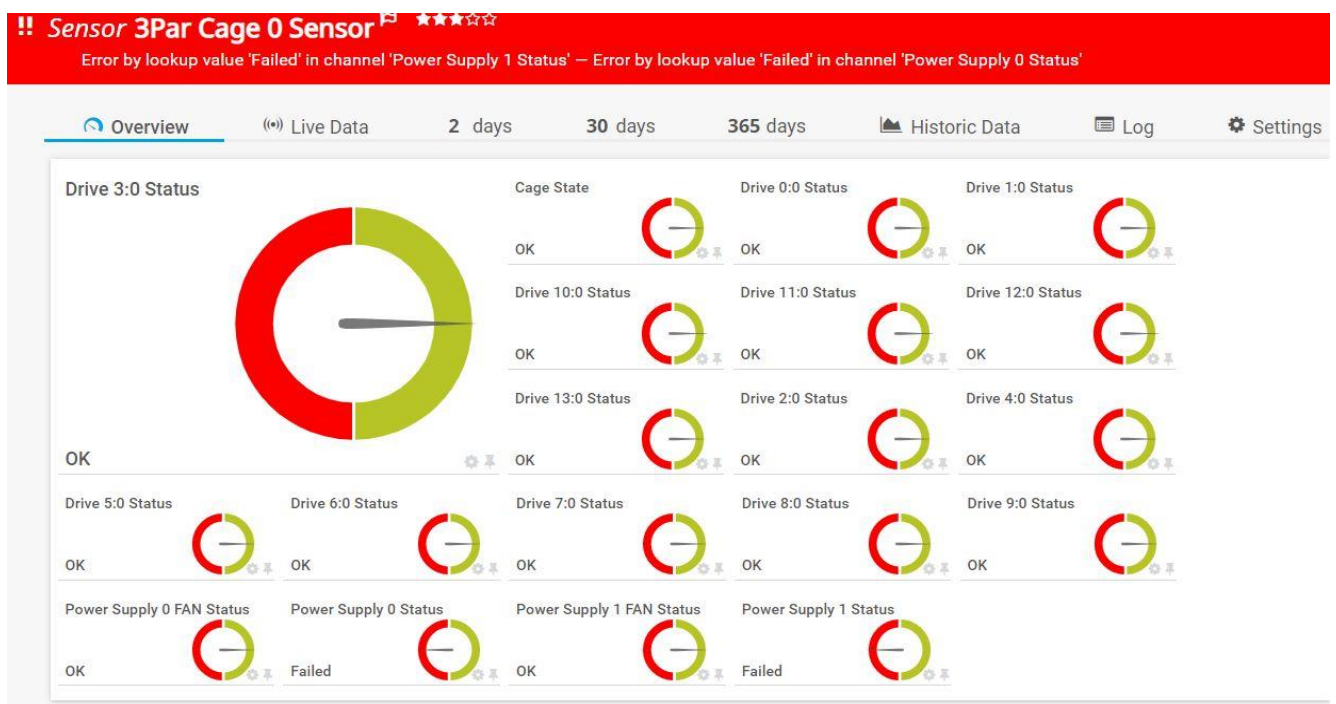 !! Sensor 3Par Cage 0 Sensor
Error by lookup value 'Failed' in channel 'Power Supply 1 Status' — Error by lookup value 'Failed' in channel 'Power Supply 0 Status'
Overview Live Data 2 days 30 days 365 days Historic Data Log Settings
Drive 3:0 Status
OK
Cage State
OK
Drive 0:0 Status
OK
Drive 1:0 Status
OK
Drive 10:0 Status
OK
Drive 11:0 Status
OK
Drive 12:0 Status
OK
Drive 13:0 Status
OK
Drive 2:0 Status
OK
Drive 4:0 Status
OK
Drive 5:0 Status
OK
Drive 6:0 Status
OK
Drive 7:0 Status
OK
Drive 8:0 Status
OK
Drive 9:0 Status
OK
Power Supply 0 FAN Status
OK
Power Supply 0 Status
Failed
Power Supply 1 FAN Status
OK
Power Supply 1 Status
Failed